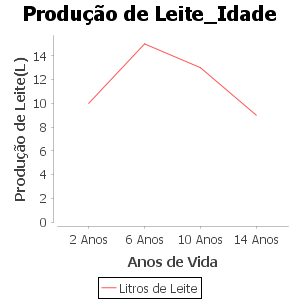 Produção de Leite_Idade
Produção de Leite(L)
14
12
10
8
6
4
2
0
2 Anos 6 Anos 10 Anos 14 Anos
Anos de Vida
Litros de Leite